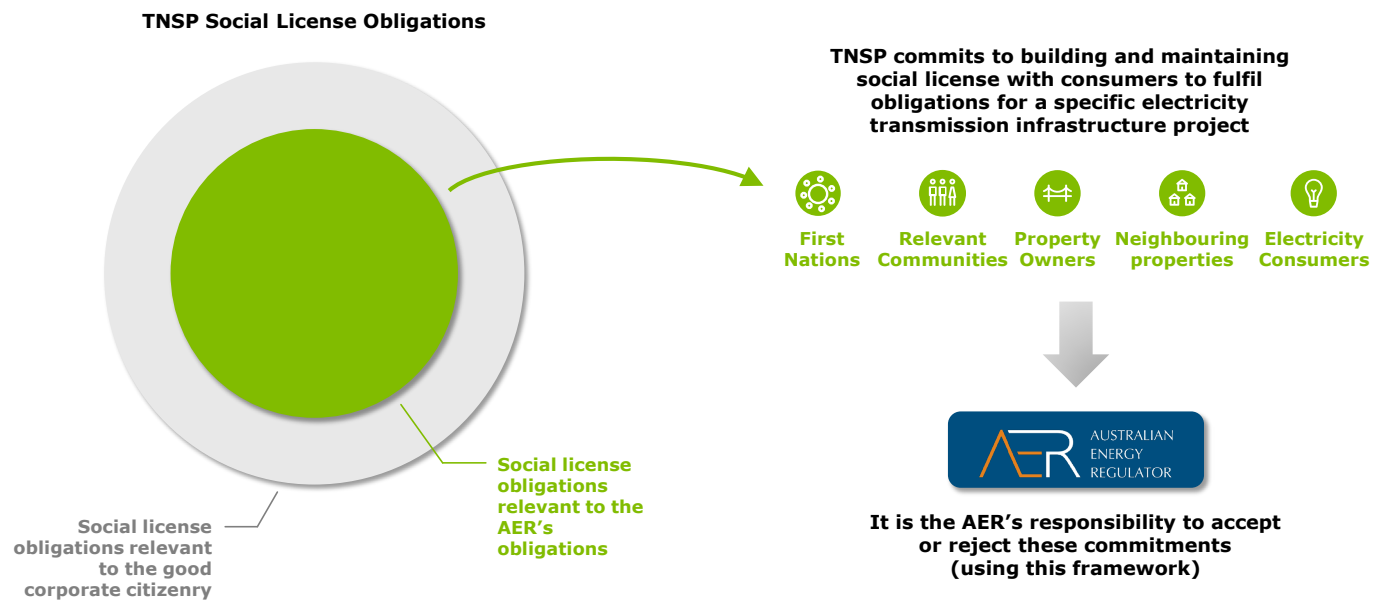 TNSP Social License Obligations
Social license
obligations relevant
to the good
corporate citizenry
Social license
obligations
relevant to the
AER’s
obligations
TNSP commits to building and maintaining
social license with consumers to fulfil
obligations for a specific electricity
transmission infrastructure project
First
Nations
Relevant
Communities
Property
Owners
Neighbouring
properties
Electricity
Consumers
AER
AUSTRALIAN
ENERGY
REGULATOR
It is the AER’s responsibility to accept
or reject these commitments
(using this framework)